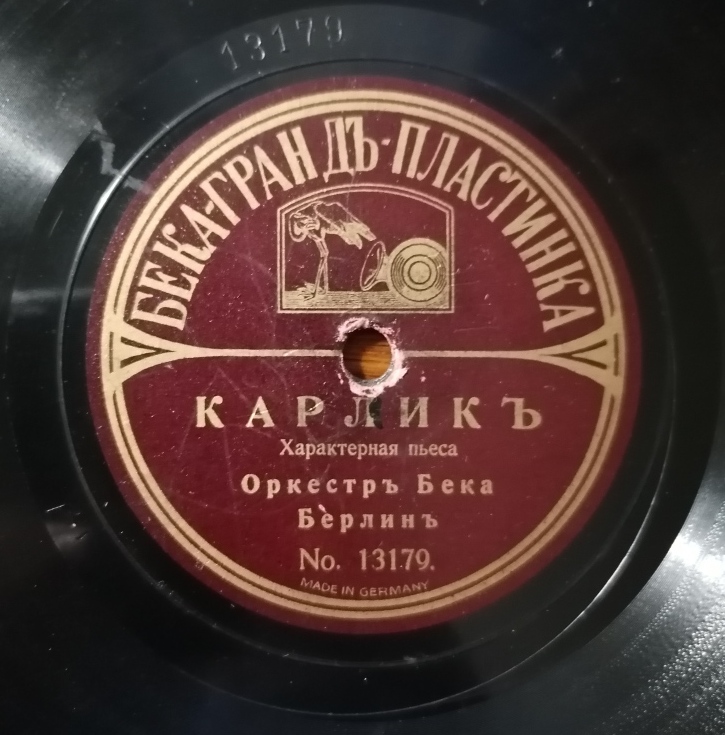 13179
БЕКА-ГРАНДЪ-ПЛАСТИНКА
КАРЛИКЪ
Характерная пьеса
Оркестръ Бека
Берлинъ
No. 13179.
MADE IN GERMANY